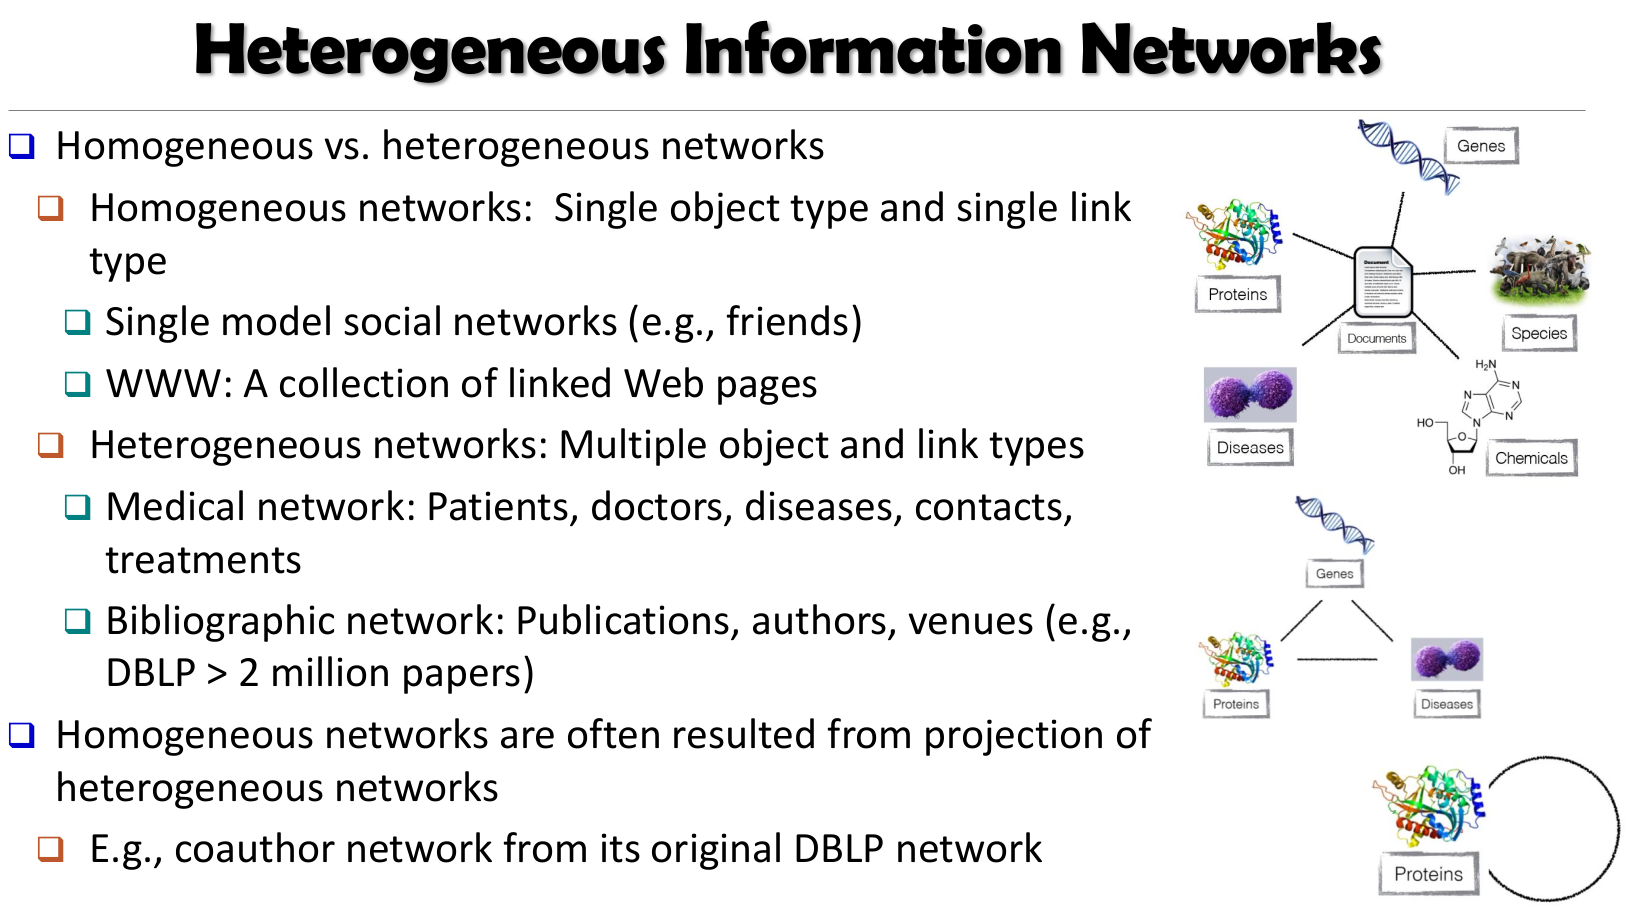 Heterogeneous Information Networks
Homogeneous vs. heterogeneous networks
Homogeneous networks:  Single object type and single link
type
Single model social networks (e.g., friends)
WWW: A collection of linked Web pages
Heterogeneous networks: Multiple object and link types
Medical network: Patients, doctors, diseases, contacts,
treatments
Bibliographic network: Publications, authors, venues (e.g.,
DBLP > 2 million papers)
Homogeneous networks are often resulted from projection of
heterogeneous networks
E.g., coauthor network from its original DBLP network
Genes
Proteins
Document
Documents
Species
Diseases
H₂N
N
N
N
N
HO
O
OH
Chemicals
Genes
Proteins
Diseases
Proteins